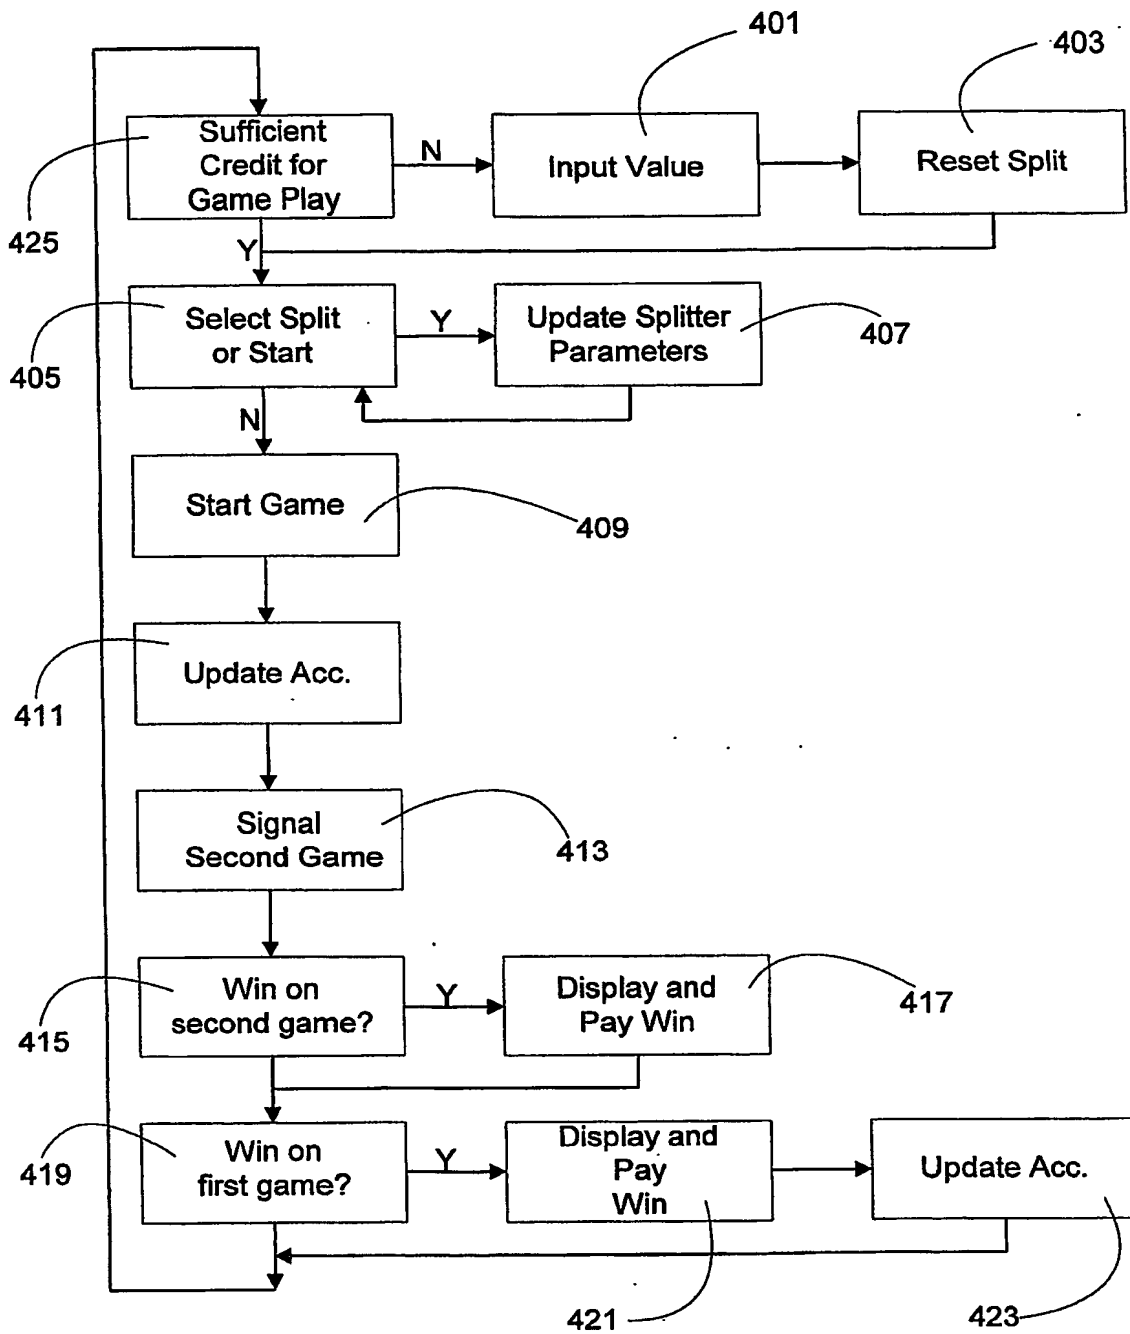 401
403
Sufficient
Credit for
Game Play
N
Input Value
Reset Split
425
Y
Select Split
or Start
Y
Update Splitter
Parameters
407
405
N
Start Game
409
Update Acc.
411
Signal
Second Game
413
Win on
second game?
Y
Display and
Pay Win
417
415
Win on
first game?
Y
Display and
Pay
Win
Update Acc.
419
421
423